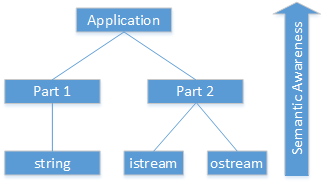 Application
Part 1
Part 2
string
istream
ostream
Semantic Awareness